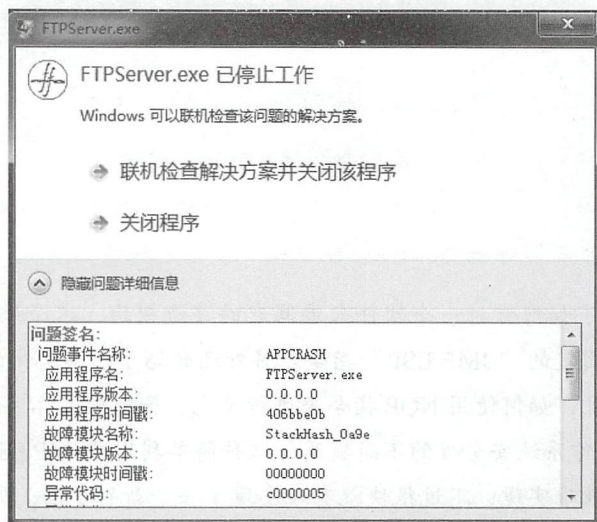 FTPServer.exe
FTPServer.exe 已停止工作
Windows 可以联机检查该问题的解决方案。
联机检查解决方案并关闭该程序
关闭程序
隐藏问题详细信息
问题签名:
问题事件名称: APPCRASH
应用程序名: FTPServer.exe
应用程序版本: 0.0.0.0
应用程序时间戳: 406bbe0b
故障模块名称: StackHash_0a9e
故障模块版本: 0.0.0.0
故障模块时间戳: 00000000
异常代码: c0000005